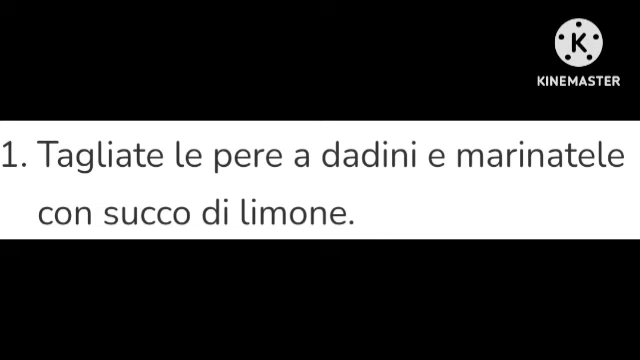 KINEMASTER
1. Tagliate le pere a dadini e marinatele
con succo di limone.